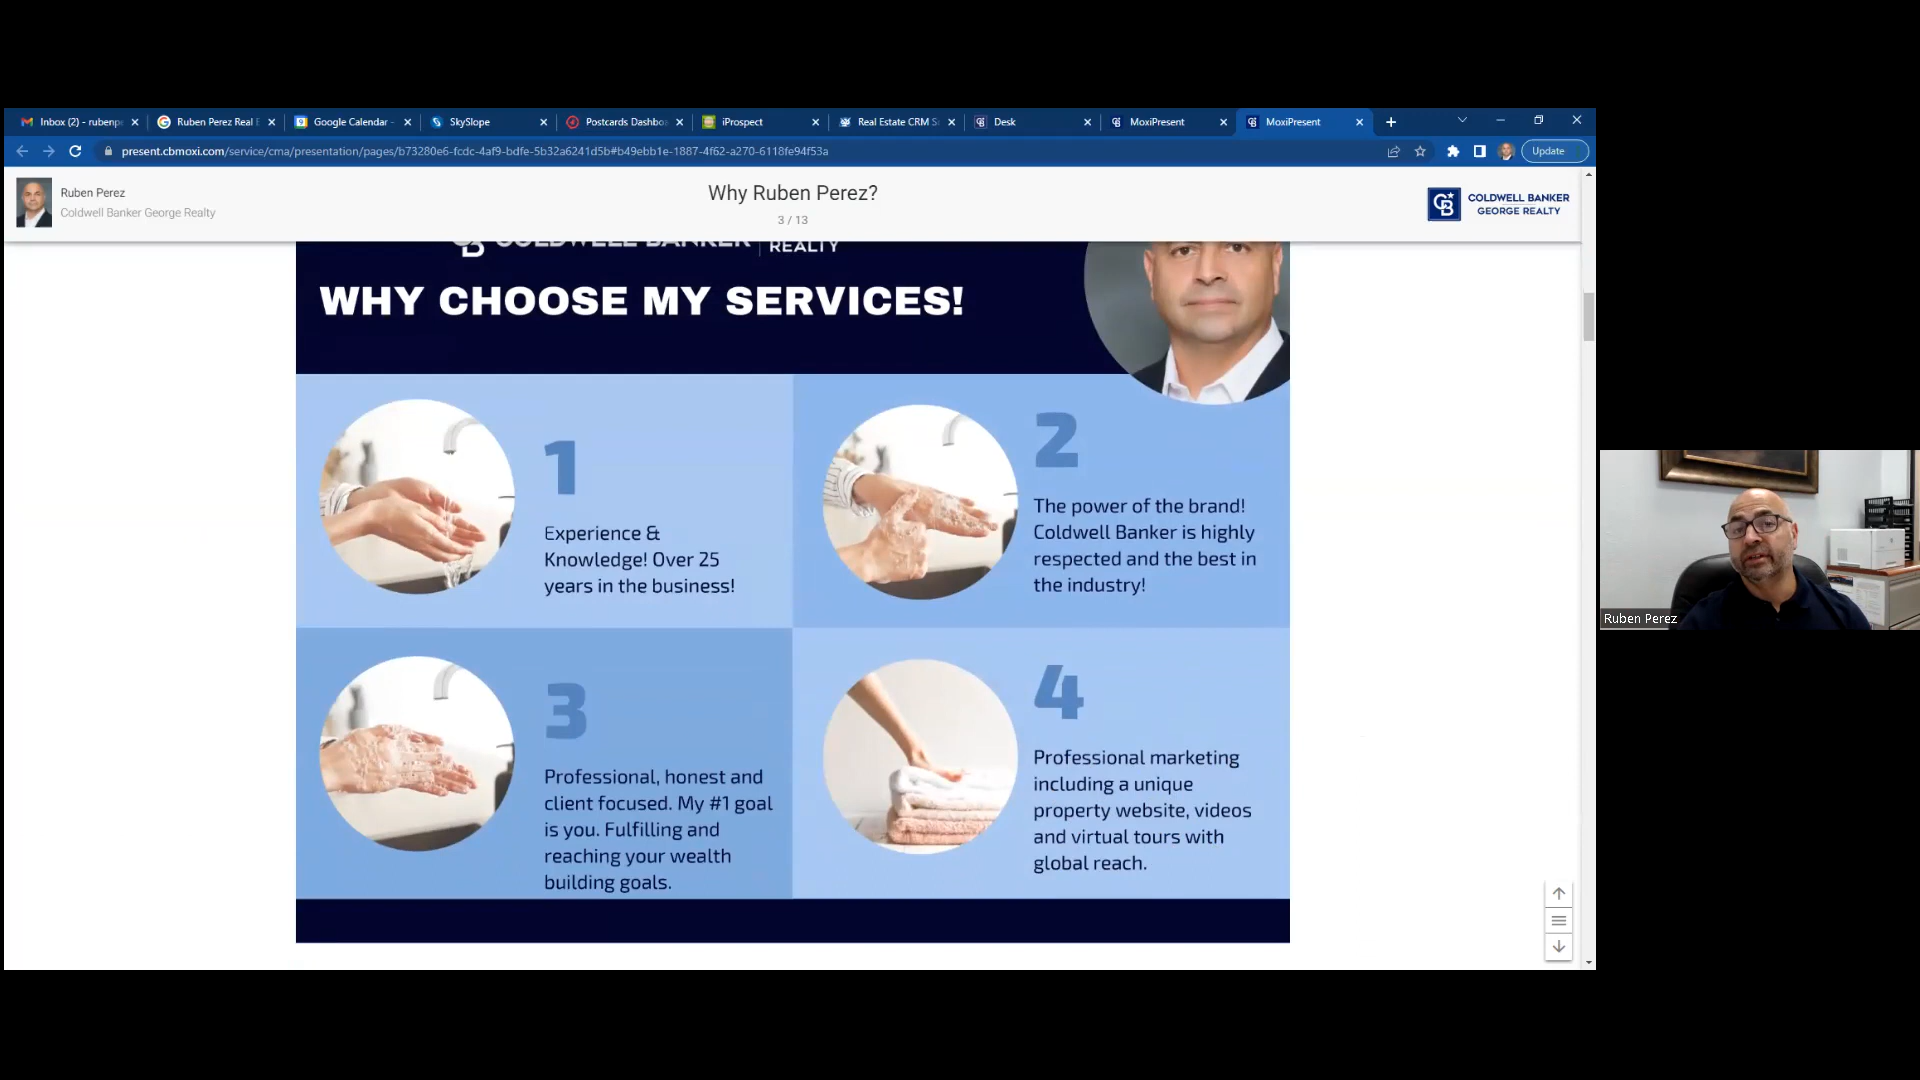 Inbox (2) - rubenp
Ruben Perez Real E
Google Calendar -
SkySlope
Postcards Dashbo
iProspect
Real Estate CRM S
Desk
MoxiPresent
MoxiPresent
present.cbmoxi.com/service/cma/presentation/pages/b73280e6-fcdc-4af9-bdfe-5b32a6241d5b#b49ebb1e-1887-4f62-a270-6118fe94f53a
Update
Ruben Perez
Coldwell Banker George Realty
Why Ruben Perez?
3 / 13
COLDWELL BANKER
GEORGE REALTY
COLDWELL BANKER
REALTY
WHY CHOOSE MY SERVICES!
1
Experience &
Knowledge! Over 25
years in the business!
2
The power of the brand!
Coldwell Banker is highly
respected and the best in
the industry!
3
Professional, honest and
client focused. My #1 goal
is you. Fulfilling and
reaching your wealth
building goals.
4
Professional marketing
including a unique
property website, videos
and virtual tours with
global reach.
Ruben Perez